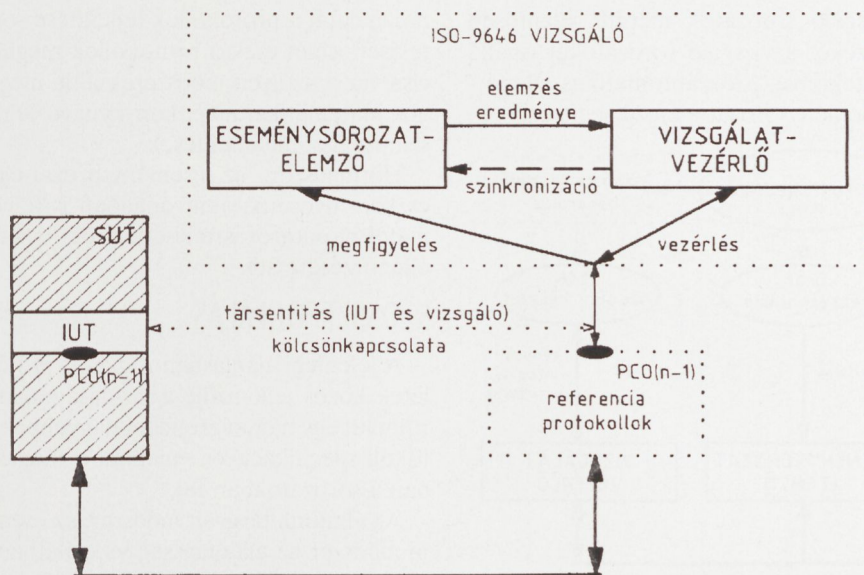 ISO-9646 VIZSGÁLÓ
elemzés
eredménye
ESEMÉNYSOROZAT-
ELEMZŐ
VIZSGÁLAT-
VEZÉRLŐ
szinkronizáció
megfigyelés
vezérlés
SUT
társentitás (IUT és vizsgáló)
IUT
kölcsönkapcsolata
PCO(n-1)
PCO(n-1)
referencia
protokollok